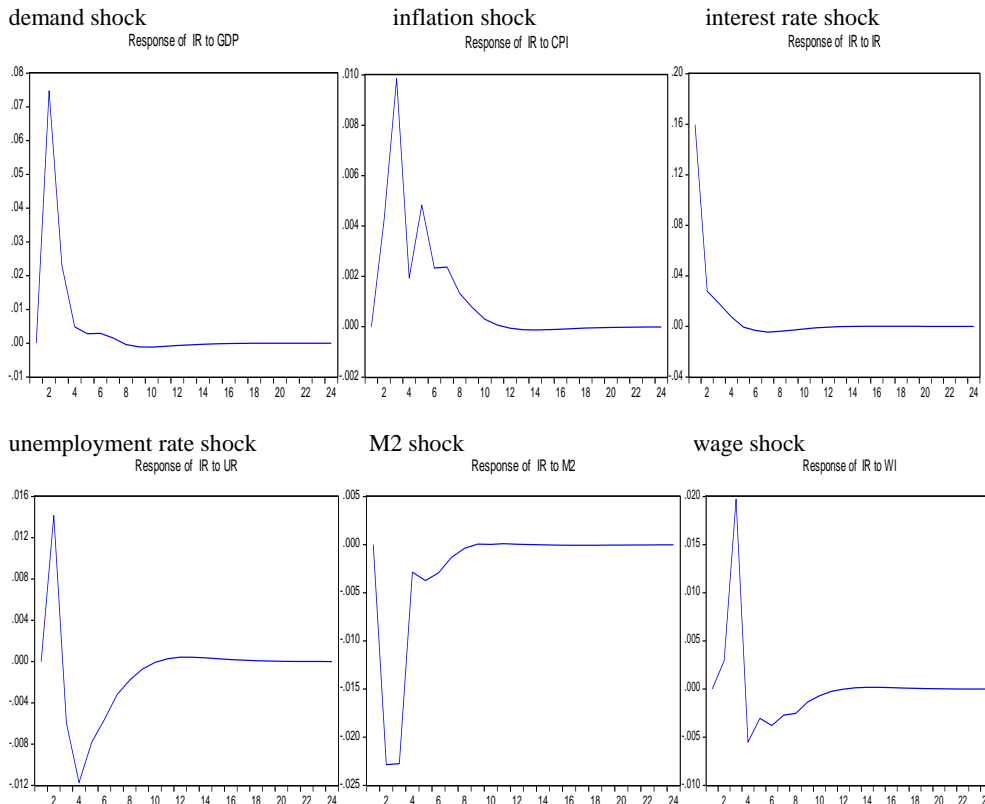 demand shock
Response of IR to GDP
.08
.07
.06
.05
.04
.03
.02
.01
.00
-.01
2 4 6 8 10 12 14 16 18 20 22 24
inflation shock
Response of IR to CPI
.010
.008
.006
.004
.002
.000
-.002
2 4 6 8 10 12 14 16 18 20 22 24
interest rate shock
Response of IR to IR
.20
.16
.12
.08
.04
.00
-.04
2 4 6 8 10 12 14 16 18 20 22 24
unemployment rate shock
Response of IR to UR
.016
.012
.008
.004
.000
-.004
-.008
-.012
2 4 6 8 10 12 14 16 18 20 22 24
M2 shock
Response of IR to M2
.005
.000
-.005
-.010
-.015
-.020
-.025
2 4 6 8 10 12 14 16 18 20 22 24
wage shock
Response of IR to WI
.020
.015
.010
.005
.000
-.005
-.010
2 4 6 8 10 12 14 16 18 20 22 24